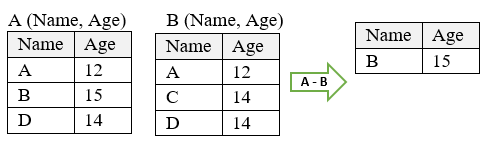 A (Name, Age)
Name Age
A 12
B 15
D 14
B (Name, Age)
Name Age
A 12
C 14
D 14
A - B
Name Age
B 15